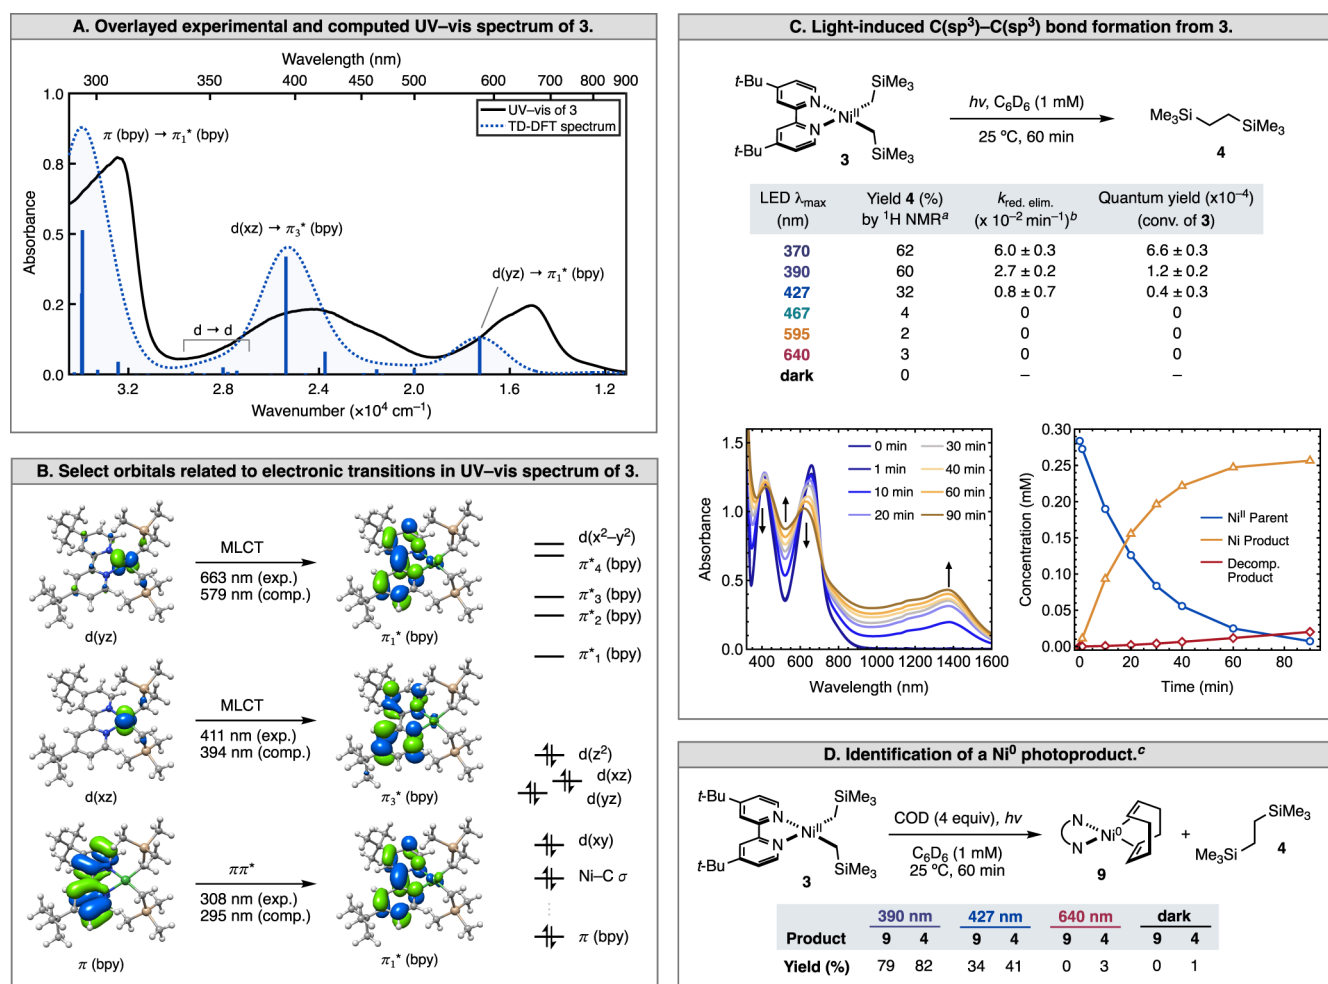 A. Overlayed experimental and computed UV–vis spectrum of 3.
Wavelength (nm)
300 350 400 450 500 600 700 800 900
1.0
0.8
0.5
0.2
0.0
Absorbance
UV–vis of 3
TD-DFT spectrum
π (bpy) → π₁* (bpy)
d(xz) → π₃* (bpy)
d(yz) → π₁* (bpy)
d → d
3.2 2.8 2.4 2.0 1.6 1.2
Wavenumber (×10⁴ cm⁻¹)
B. Select orbitals related to electronic transitions in UV–vis spectrum of 3.
MLCT
663 nm (exp.)
579 nm (comp.)
d(yz)
π₁* (bpy)
MLCT
411 nm (exp.)
394 nm (comp.)
d(xz)
π₃* (bpy)
ππ*
308 nm (exp.)
295 nm (comp.)
π (bpy)
π₁* (bpy)
d(x²–y²)
π*₄ (bpy)
π*₃ (bpy)
π*₂ (bpy)
π*₁ (bpy)
d(z²)
d(xz)
d(yz)
d(xy)
Ni–C σ
π (bpy)
C. Light-induced C(sp³)–C(sp³) bond formation from 3.
t-Bu
t-Bu
N
N
Niᴵᴵ
SiMe₃
SiMe₃
3
hν, C₆D₆ (1 mM)
25 ºC, 60 min
Me₃Si
SiMe₃
4
LED λmax (nm) Yield 4 (%) by ¹H NMRᵃ k red. elim. (x 10⁻² min⁻¹)ᵇ Quantum yield (x10⁻⁴) (conv. of 3)
370 62 6.0 ± 0.3 6.6 ± 0.3
390 60 2.7 ± 0.2 1.2 ± 0.2
427 32 0.8 ± 0.7 0.4 ± 0.3
467 4 0 0
595 2 0 0
640 3 0 0
dark 0 – –
1.5
1.0
0.5
0.0
Absorbance
0 min 30 min
1 min 40 min
10 min 60 min
20 min 90 min
400 600 800 1000 1200 1400 1600
Wavelength (nm)
0.30
0.25
0.20
0.15
0.10
0.05
0.00
Concentration (mM)
Niᴵᴵ Parent
Ni Product
Decomp.
Product
0 20 40 60 80
Time (min)
D. Identification of a Ni⁰ photoproduct.ᶜ
t-Bu
t-Bu
N
N
Niᴵᴵ
SiMe₃
SiMe₃
3
COD (4 equiv), hν
C₆D₆ (1 mM)
25 ºC, 60 min
N
N
Ni⁰
9
+
SiMe₃
Me₃Si
4
390 nm 427 nm 640 nm dark
Product 9 4 9 4 9 4 9 4
Yield (%) 79 82 34 41 0 3 0 1